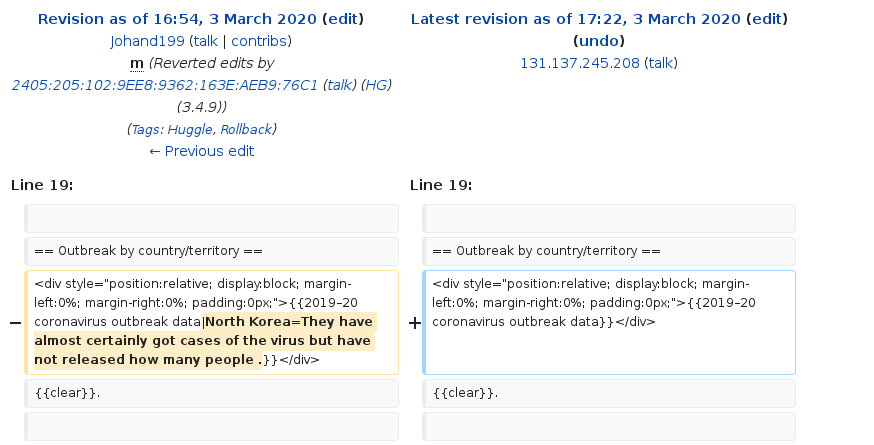 Revision as of 16:54, 3 March 2020 (edit)
Johand199 (talk | contribs)
m (Reverted edits by
2405:205:102:9EE8:9362:163E:AEB9:76C1 (talk) (HG)
(3.4.9))
(Tags: Huggle, Rollback)
← Previous edit
Latest revision as of 17:22, 3 March 2020 (edit)
(undo)
131.137.245.208 (talk)
Line 19:
Line 19:
== Outbreak by country/territory ==
== Outbreak by country/territory ==
− <div style="position:relative; display:block; margin-
left:0%; margin-right:0%; padding:0px;">{{2019–20
coronavirus outbreak data|North Korea=They have
almost certainly got cases of the virus but have
not released how many people .}}</div>
+ <div style="position:relative; display:block; margin-
left:0%; margin-right:0%; padding:0px;">{{2019–20
coronavirus outbreak data}}</div>
{{clear}}.
{{clear}}.